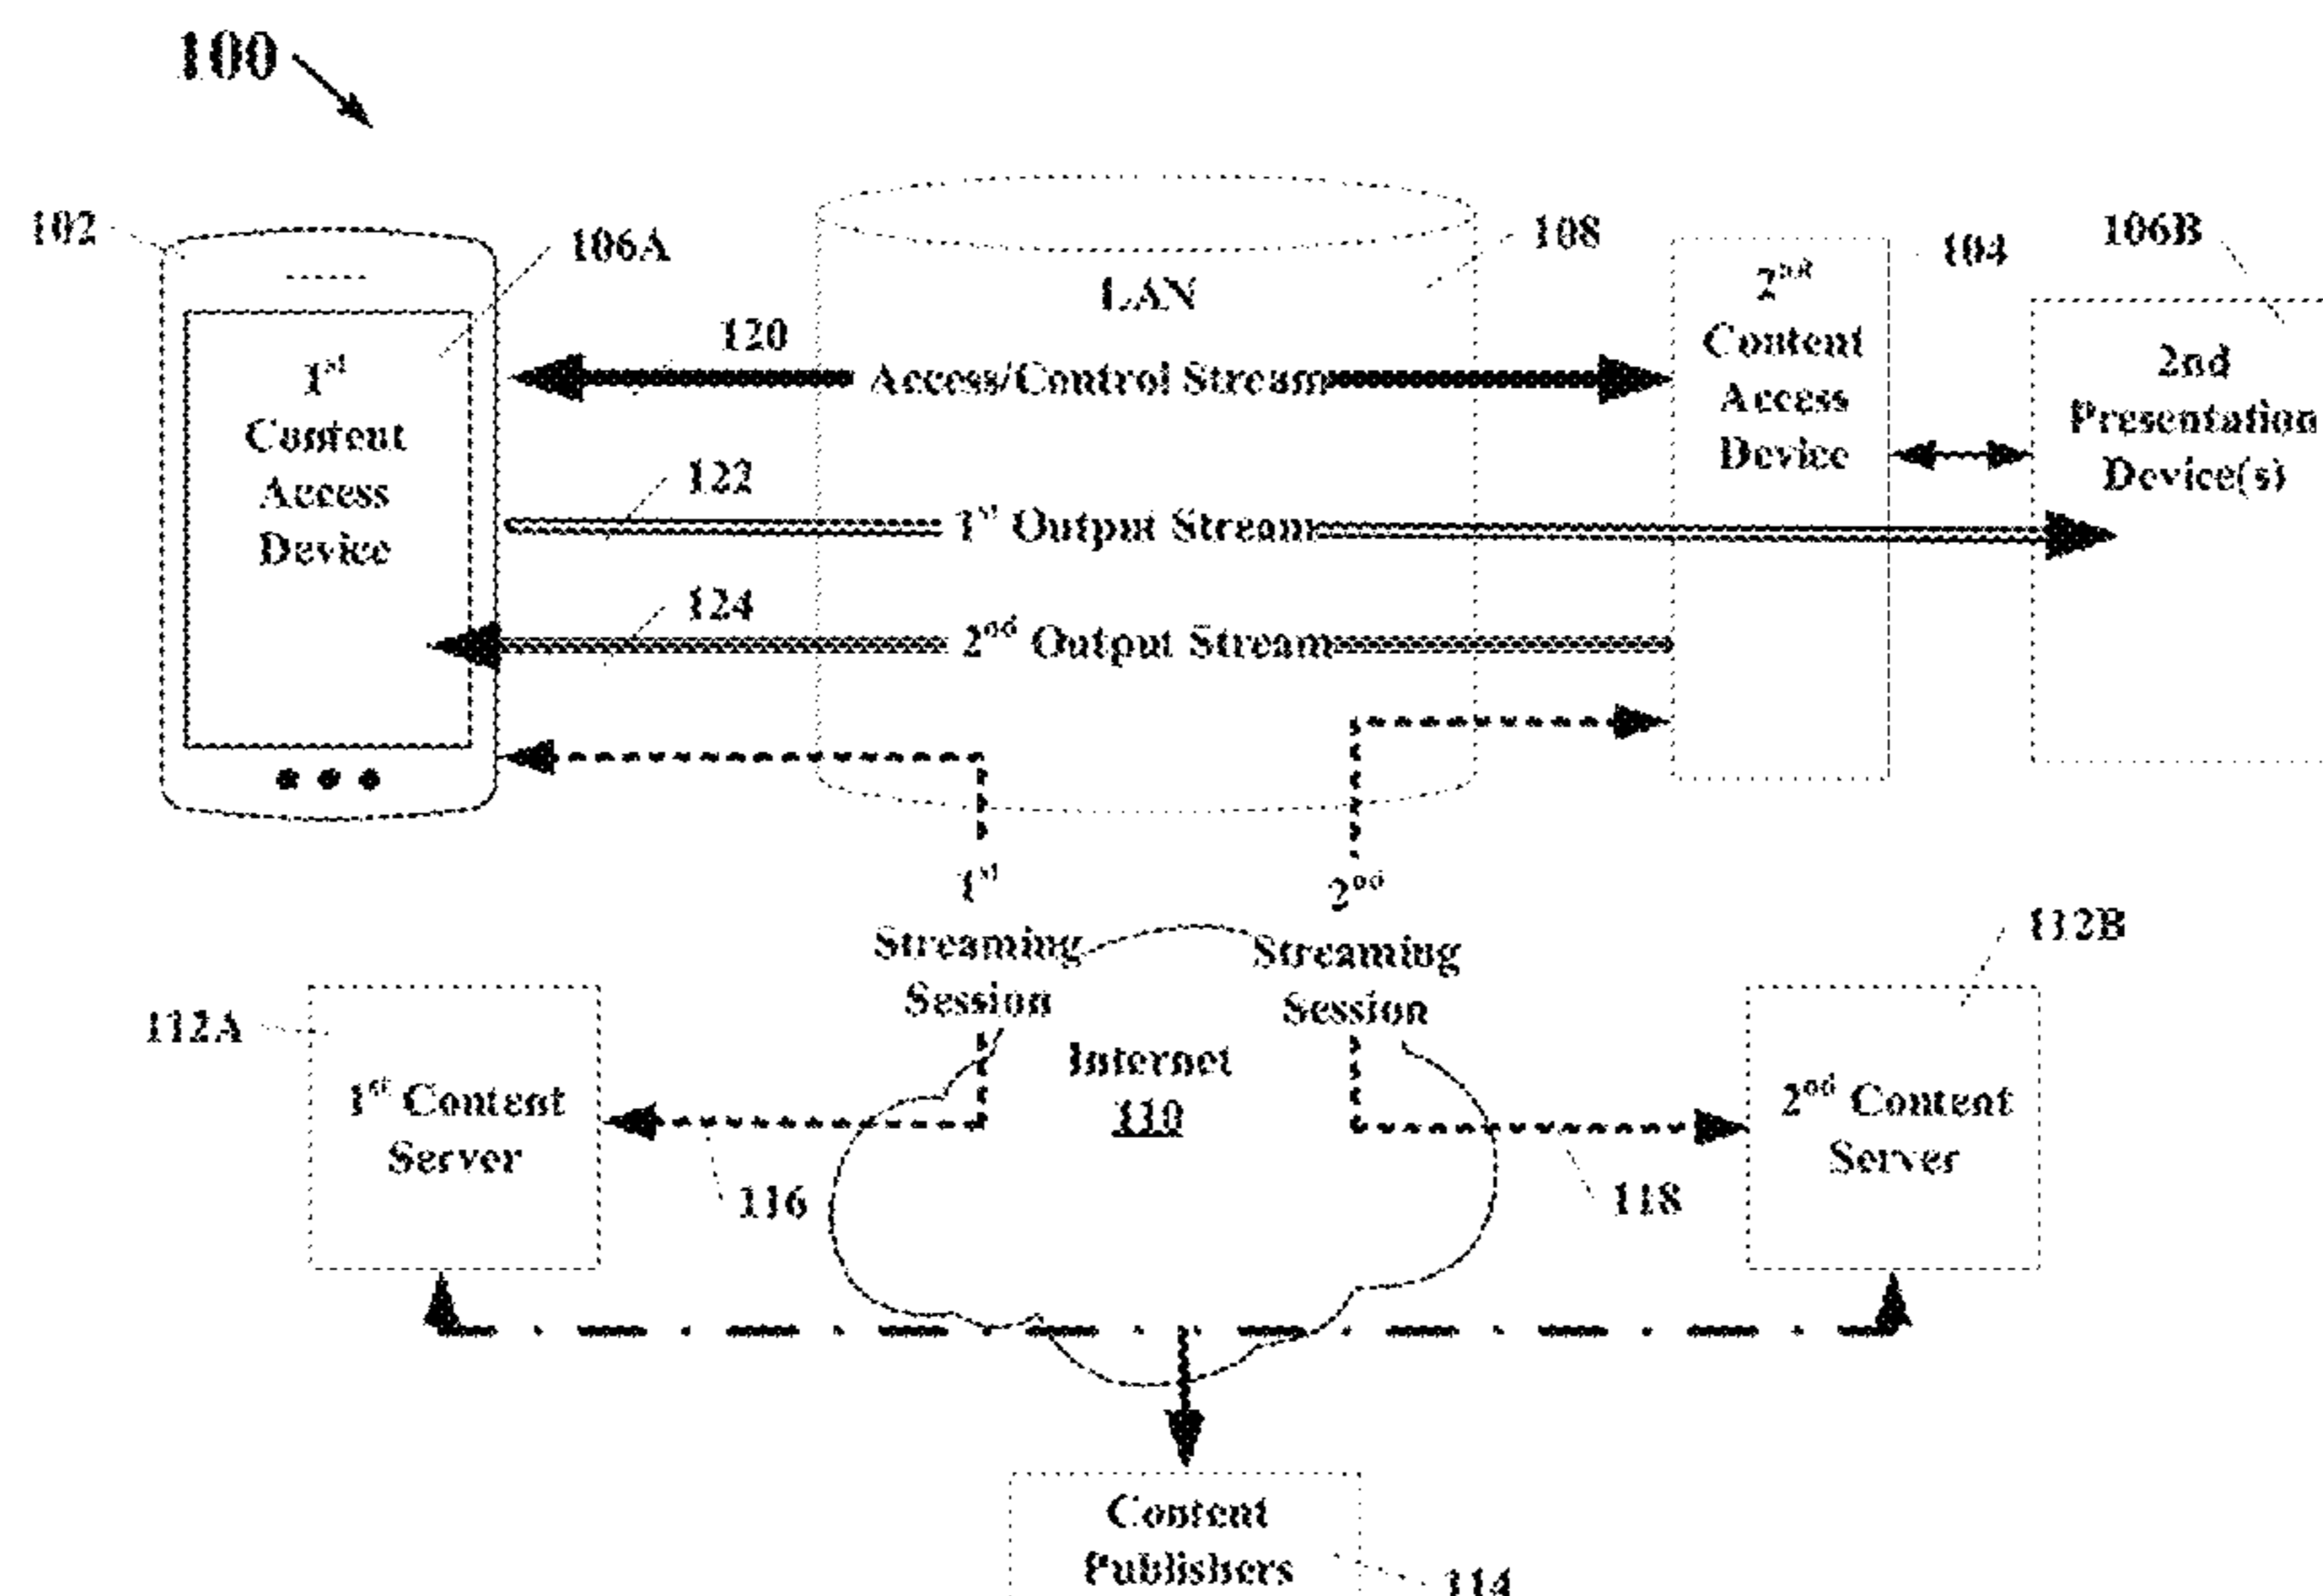 100
102
106A
LAN
108
104
106B
1st
Content
Access
Device
120
Access/Control Stream
2nd
Content
Access
Device
2nd
Presentation
Device(s)
122
1st Output Stream
124
2nd Output Stream
1st
Streaming
Session
2nd
Streaming
Session
112A
1st Content
Server
Internet
110
112B
2nd Content
Server
116
118
Content
Publishers
114